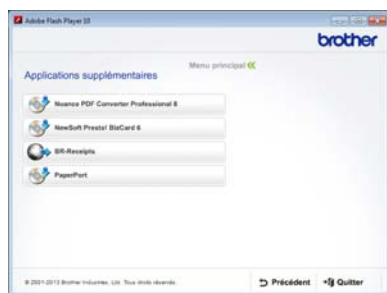 Adobe Flash Player 10
brother
Menu principal
Applications supplémentaires
Nuance PDF Converter Professional 8
NewSoft Presto! BizCard 6
BR-Receipts
PaperPort
© 2001-2013 Brother Industries, Ltd. Tous droits réservés.
Précédent
Quitter